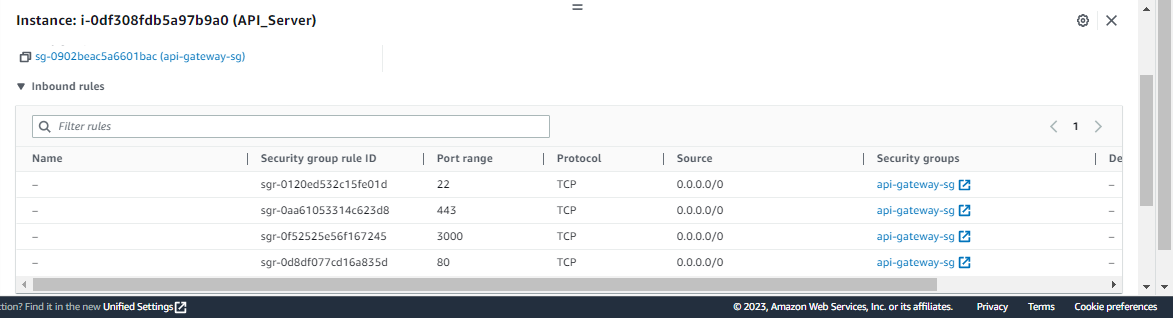 Instance: i-0df308fdb5a97b9a0 (API_Server)
sg-0902beac5a6601bac (api-gateway-sg)
Inbound rules
Filter rules
1
Name Security group rule ID Port range Protocol Source Security groups De
– sgr-0120ed532c15fe01d 22 TCP 0.0.0.0/0 api-gateway-sg –
– sgr-0aa61053314c623d8 443 TCP 0.0.0.0/0 api-gateway-sg –
– sgr-0f52525e56f167245 3000 TCP 0.0.0.0/0 api-gateway-sg –
– sgr-0d8df077cd16a835d 80 TCP 0.0.0.0/0 api-gateway-sg –
tion? Find it in the new Unified Settings © 2023, Amazon Web Services, Inc. or its affiliates. Privacy Terms Cookie preferences